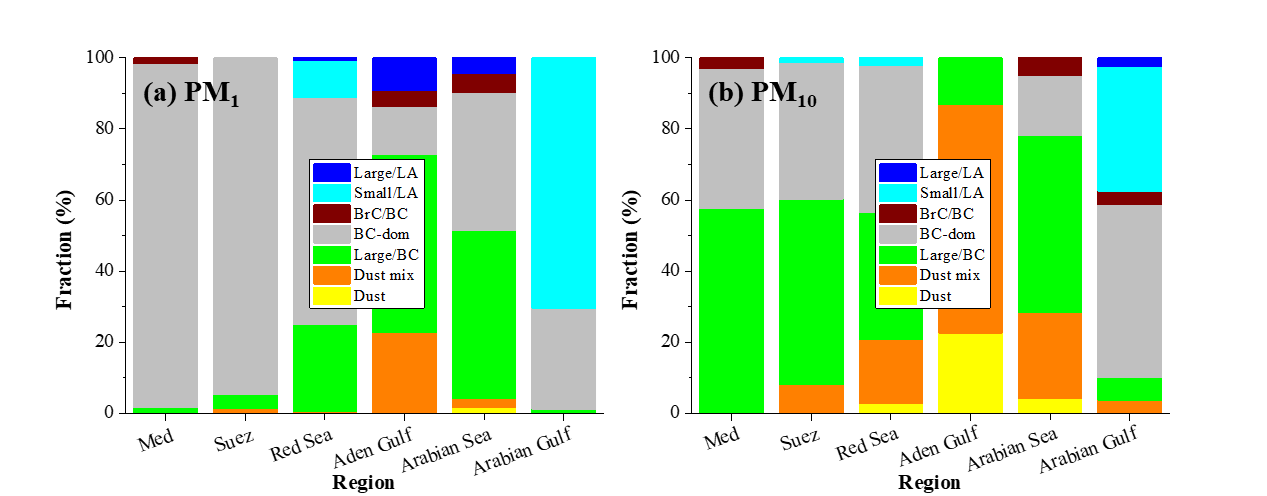 (a) PM1
Fraction (%)
100
80
60
40
20
0
Large/LA
Small/LA
BrC/BC
BC-dom
Large/BC
Dust mix
Dust
Med
Suez
Red Sea
Aden Gulf
Arabian Sea
Arabian Gulf
Region
(b) PM10
Fraction (%)
100
80
60
40
20
0
Large/LA
Small/LA
BrC/BC
BC-dom
Large/BC
Dust mix
Dust
Med
Suez
Red Sea
Aden Gulf
Arabian Sea
Arabian Gulf
Region